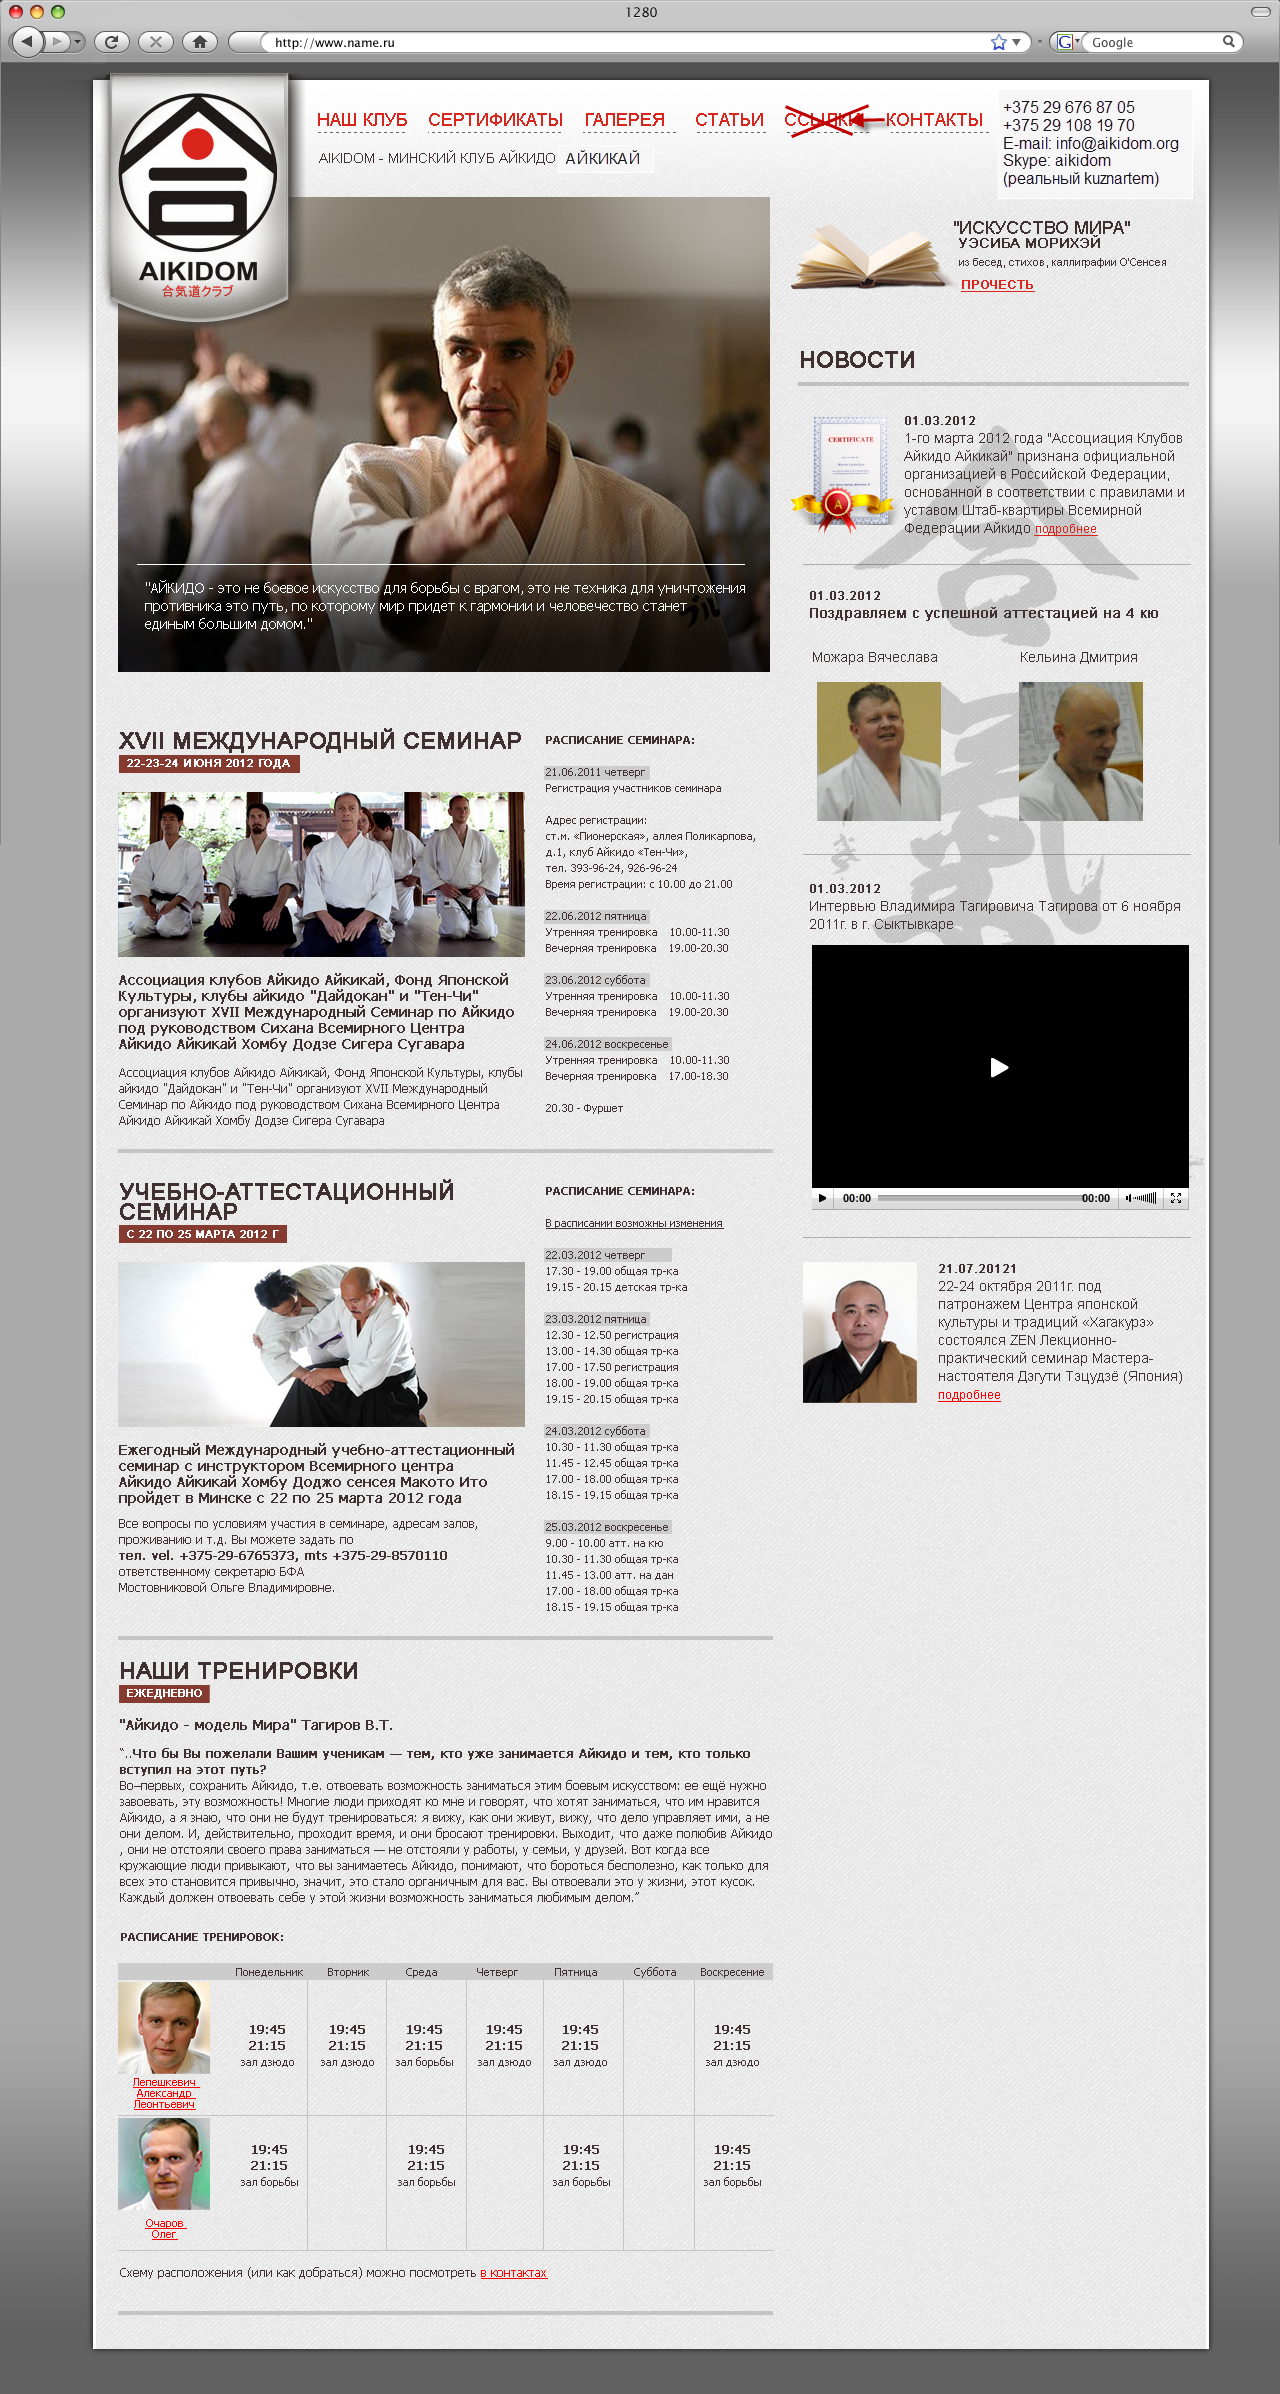 1280
http://www.name.ru
Google
НАШ КЛУБ СЕРТИФИКАТЫ ГАЛЕРЕЯ СТАТЬИ ССЫЛКИ КОНТАКТЫ
+375 29 676 87 05
+375 29 108 19 70
E-mail: info@aikidom.org
Skype: aikidom
(реальный kuznartem)
AIKIDOM - МИНСКИЙ КЛУБ АЙКИДО АЙКИКАЙ
AIKIDOM
合気道クラブ
"ИСКУССТВО МИРА"
УЭСИБА МОРИХЭЙ
из бесед, стихов, каллиграфии О'Сенсея
ПРОЧЕСТЬ
"АЙКИДО - это не боевое искусство для борьбы с врагом, это не техника для уничтожения
противника это путь, по которому мир придет к гармонии и человечество станет
единым большим домом."
НОВОСТИ
CERTIFICATE
A
01.03.2012
1-го марта 2012 года "Ассоциация Клубов
Айкидо Айкикай" признана официальной
организацией в Российской Федерации,
основанной в соответствии с правилами и
уставом Штаб-квартиры Всемирной
Федерации Айкидо подробнее
01.03.2012
Поздравляем с успешной аттестацией на 4 кю
Можара Вячеслава Кельина Дмитрия
01.03.2012
Интервью Владимира Тагировича Тагирова от 6 ноября
2011г. в г. Сыктывкаре
00:00 00:00
21.07.20121
22-24 октября 2011г. под
патронажем Центра японской
культуры и традиций «Хагакурэ»
состоялся ZEN Лекционно-
практический семинар Мастера-
настоятеля Дэгути Тэцудзё (Япония)
подробнее
XVII МЕЖДУНАРОДНЫЙ СЕМИНАР
22-23-24 ИЮНЯ 2012 ГОДА
Ассоциация клубов Айкидо Айкикай, Фонд Японской
Культуры, клубы айкидо "Дайдокан" и "Тен-Чи"
организуют XVII Международный Семинар по Айкидо
под руководством Сихана Всемирного Центра
Айкидо Айкикай Хомбу Додзе Сигера Сугавара
Ассоциация клубов Айкидо Айкикай, Фонд Японской Культуры, клубы
айкидо "Дайдокан" и "Тен-Чи" организуют XVII Международный
Семинар по Айкидо под руководством Сихана Всемирного Центра
Айкидо Айкикай Хомбу Додзе Сигера Сугавара
РАСПИСАНИЕ СЕМИНАРА:
21.06.2011 четверг
Регистрация участников семинара
Адрес регистрации:
ст.м. «Пионерская», аллея Поликарпова,
д.1, клуб Айкидо «Тен-Чи»,
тел. 393-96-24, 926-96-24
Время регистрации: с 10.00 до 21.00
22.06.2012 пятница
Утренняя тренировка 10.00-11.30
Вечерняя тренировка 19.00-20.30
23.06.2012 суббота
Утренняя тренировка 10.00-11.30
Вечерняя тренировка 19.00-20.30
24.06.2012 воскресенье
Утренняя тренировка 10.00-11.30
Вечерняя тренировка 17.00-18.30
20.30 - Фуршет
УЧЕБНО-АТТЕСТАЦИОННЫЙ
СЕМИНАР
С 22 ПО 25 МАРТА 2012 Г
Ежегодный Международный учебно-аттестационный
семинар с инструктором Всемирного центра
Айкидо Айкикай Хомбу Доджо сенсея Макото Ито
пройдет в Минске с 22 по 25 марта 2012 года
Все вопросы по условиям участия в семинаре, адресам залов,
проживанию и т.д. Вы можете задать по
тел. vel. +375-29-6765373, mts +375-29-8570110
ответственному секретарю БФА
Мостовниковой Ольге Владимировне.
РАСПИСАНИЕ СЕМИНАРА:
В расписании возможны изменения
22.03.2012 четверг
17.30 - 19.00 общая тр-ка
19.15 - 20.15 детская тр-ка
23.03.2012 пятница
12.30 - 12.50 регистрация
13.00 - 14.30 общая тр-ка
17.00 - 17.50 регистрация
18.00 - 19.00 общая тр-ка
19.15 - 20.15 общая тр-ка
24.03.2012 суббота
10.30 - 11.30 общая тр-ка
11.45 - 12.45 общая тр-ка
17.00 - 18.00 общая тр-ка
18.15 - 19.15 общая тр-ка
25.03.2012 воскресенье
9.00 - 10.00 атт. на кю
10.30 - 11.30 общая тр-ка
11.45 - 13.00 атт. на дан
17.00 - 18.00 общая тр-ка
18.15 - 19.15 общая тр-ка
НАШИ ТРЕНИРОВКИ
ЕЖЕДНЕВНО
"Айкидо - модель Мира" Тагиров В.Т.
“..Что бы Вы пожелали Вашим ученикам — тем, кто уже занимается Айкидо и тем, кто только
вступил на этот путь?
Во–первых, сохранить Айкидо, т.е. отвоевать возможность заниматься этим боевым искусством: ее ещё нужно
завоевать, эту возможность! Многие люди приходят ко мне и говорят, что хотят заниматься, что им нравится
Айкидо, а я знаю, что они не будут тренироваться: я вижу, как они живут, вижу, что дело управляет ими, а не
они делом. И, действительно, проходит время, и они бросают тренировки. Выходит, что даже полюбив Айкидо
, они не отстояли своего права заниматься — не отстояли у работы, у семьи, у друзей. Вот когда все
кружающие люди привыкают, что вы занимаетесь Айкидо, понимают, что бороться бесполезно, как только для
всех это становится привычно, значит, это стало органичным для вас. Вы отвоевали это у жизни, этот кусок.
Каждый должен отвоевать себе у этой жизни возможность заниматься любимым делом.”
РАСПИСАНИЕ ТРЕНИРОВОК:
Понедельник Вторник Среда Четверг Пятница Суббота Воскресение
19:45 19:45 19:45 19:45 19:45 19:45
21:15 21:15 21:15 21:15 21:15 21:15
зал дзюдо зал дзюдо зал борьбы зал дзюдо зал дзюдо зал дзюдо
Лепешкевич
Александр
Леонтьевич
19:45 19:45 19:45 19:45
21:15 21:15 21:15 21:15
зал борьбы зал борьбы зал борьбы зал борьбы
Очаров
Олег
Схему расположения (или как добраться) можно посмотреть в контактах